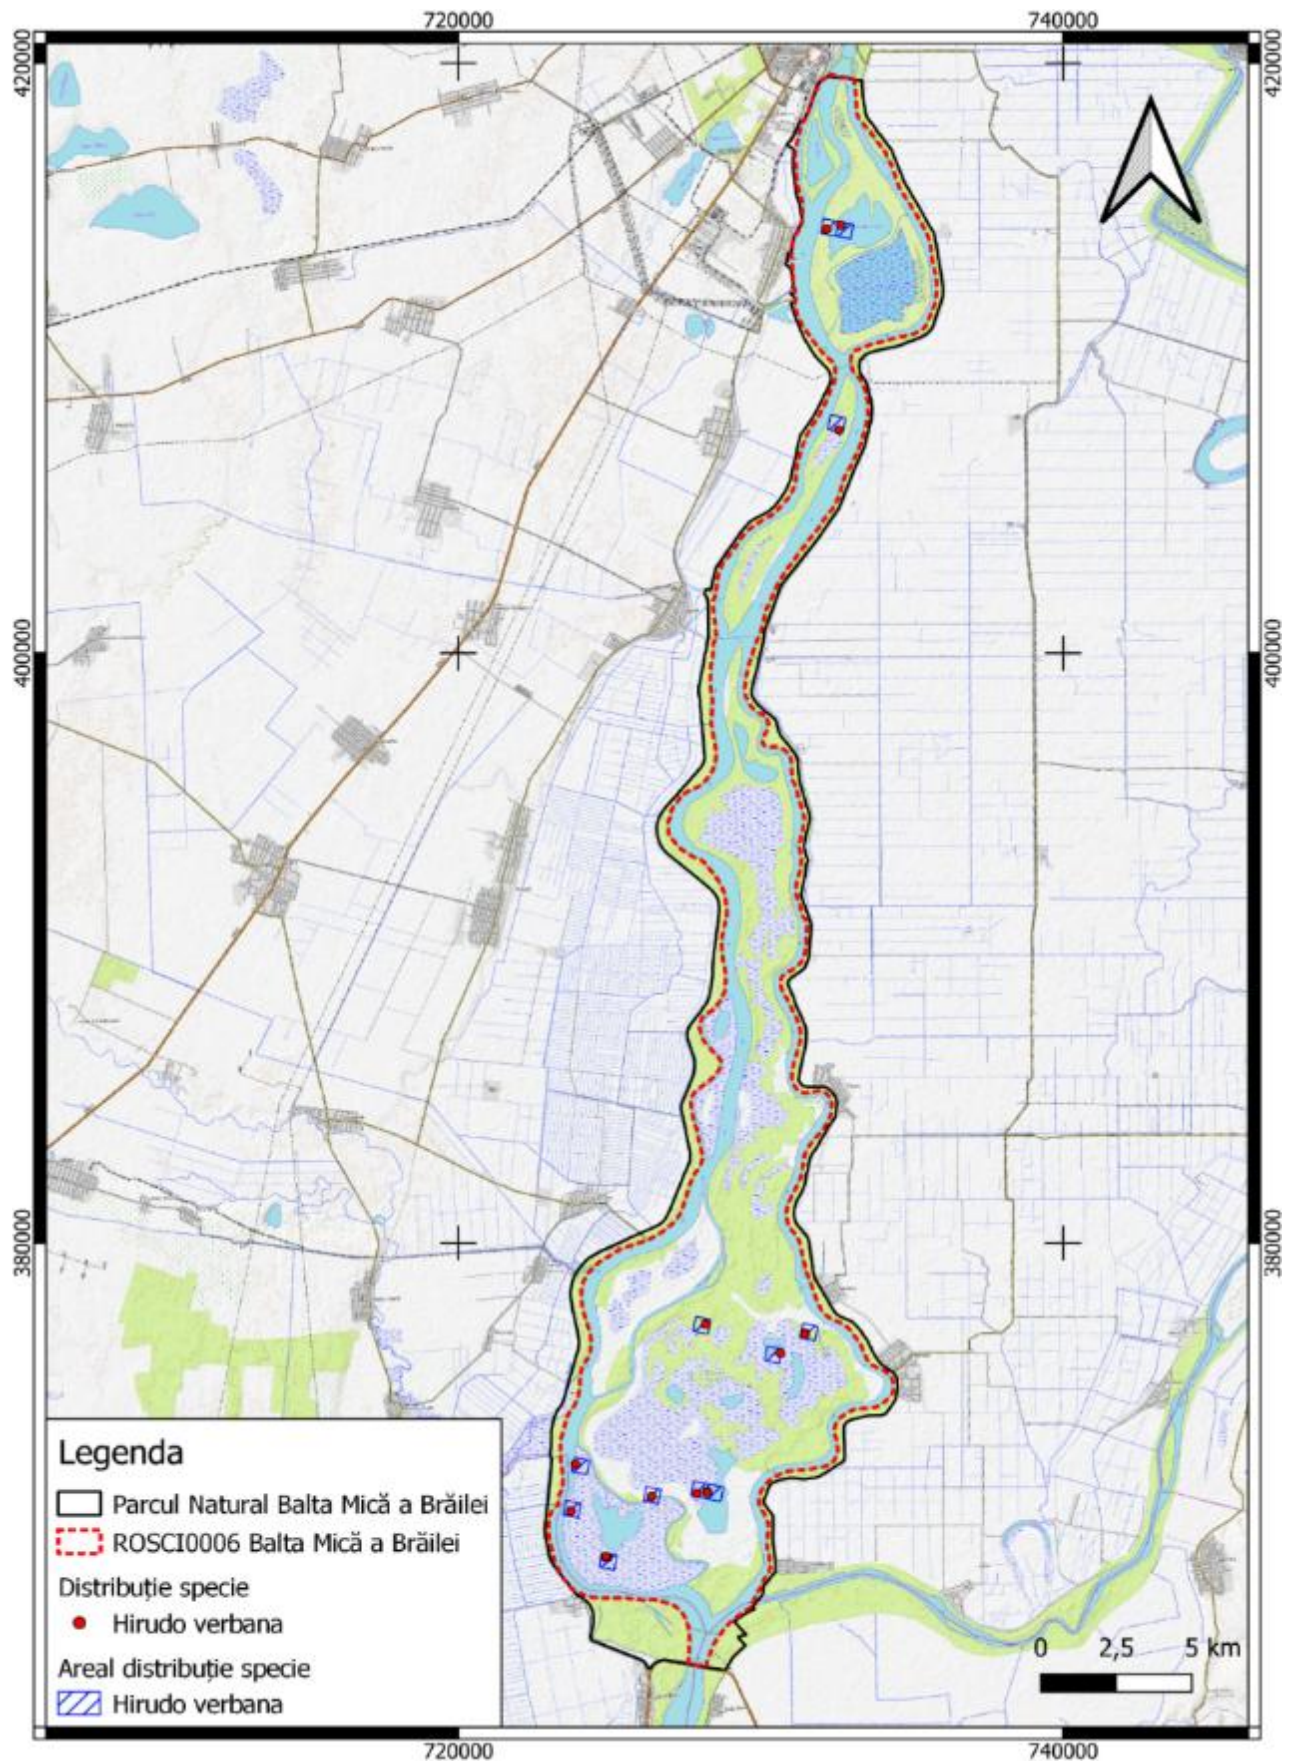 720000 740000
420000 420000
400000 400000
380000 380000
Legenda
Parcul Natural Balta Mică a Brăilei
ROSCI0006 Balta Mică a Brăilei
Distribuție specie
Hirudo verbana
Areal distribuție specie
Hirudo verbana
0 2,5 5 km
720000 740000